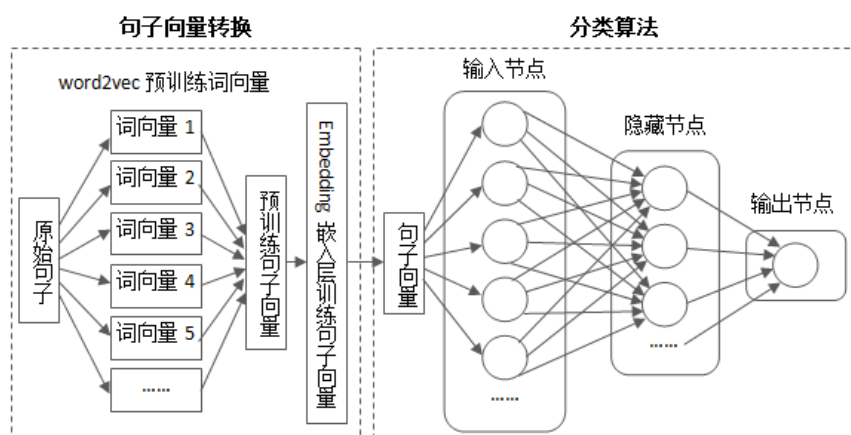 句子向量转换
分类算法
word2vec 预训练词向量
原始句子
词向量 1
词向量 2
词向量 3
词向量 4
词向量 5
……
预训练句子向量
Embedding 嵌入层训练句子向量
句子向量
输入节点
……
隐藏节点
……
输出节点